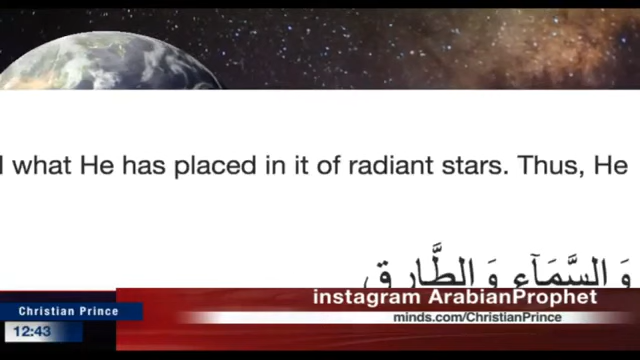 what He has placed in it of radiant stars. Thus, He
وَالسَّمَآءِ وَالطَّارِقِ
instagram ArabianProphet
Christian Prince
minds.com/ChristianPrince
12:43